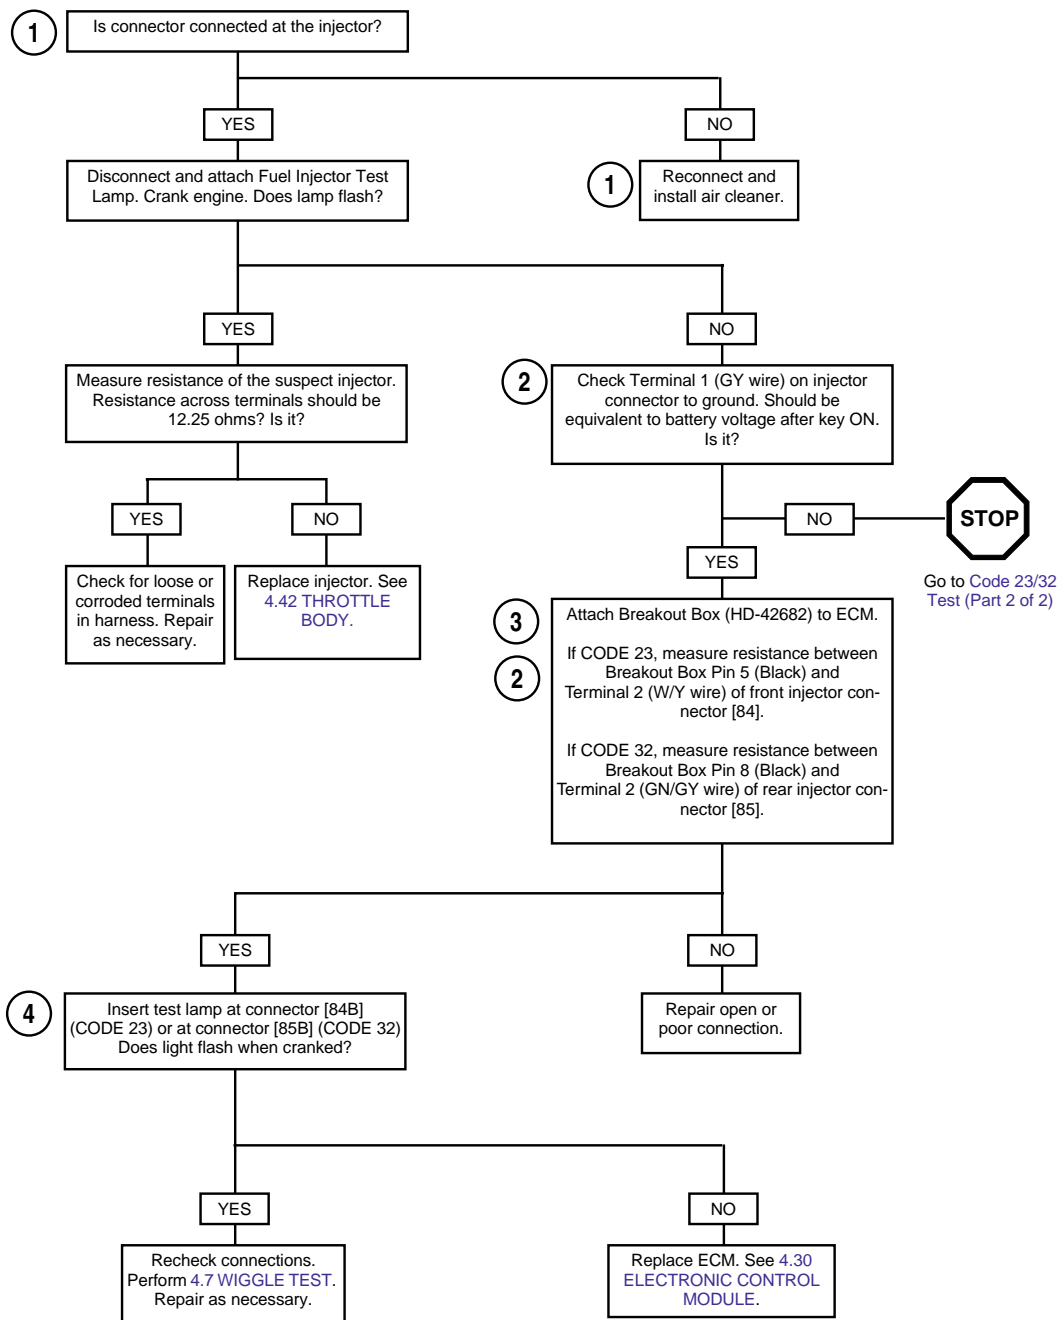 1
Is connector connected at the injector?
YES
NO
Disconnect and attach Fuel Injector Test
Lamp. Crank engine. Does lamp flash?
1
Reconnect and
install air cleaner.
YES
NO
Measure resistance of the suspect injector.
Resistance across terminals should be
12.25 ohms? Is it?
2
Check Terminal 1 (GY wire) on injector
connector to ground. Should be
equivalent to battery voltage after key ON.
Is it?
YES
NO
NO
STOP
Go to Code 23/32
Test (Part 2 of 2)
YES
Check for loose or
corroded terminals
in harness. Repair
as necessary.
Replace injector. See
4.42 THROTTLE
BODY.
3
2
Attach Breakout Box (HD-42682) to ECM.
If CODE 23, measure resistance between
Breakout Box Pin 5 (Black) and
Terminal 2 (W/Y wire) of front injector con-
nector [84].
If CODE 32, measure resistance between
Breakout Box Pin 8 (Black) and
Terminal 2 (GN/GY wire) of rear injector con-
nector [85].
YES
NO
4
Insert test lamp at connector [84B]
(CODE 23) or at connector [85B] (CODE 32)
Does light flash when cranked?
Repair open or
poor connection.
YES
NO
Recheck connections.
Perform 4.7 WIGGLE TEST.
Repair as necessary.
Replace ECM. See 4.30
ELECTRONIC CONTROL
MODULE.